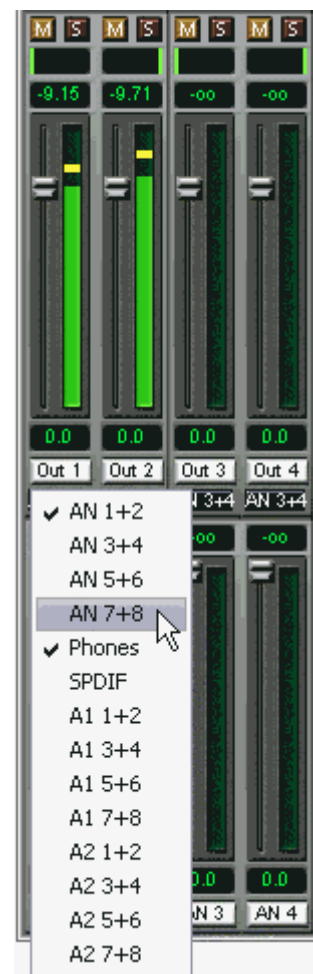 M S M S M S M S
-9.15 -9.71 -oo -oo
0.0 0.0 0.0 0.0
Out 1 Out 2 Out 3 Out 4
3+4 AN 3+4
-oo -oo
✓ AN 1+2
AN 3+4
AN 5+6
AN 7+8
✓ Phones
SPDIF
A1 1+2
A1 3+4
A1 5+6
A1 7+8
A2 1+2
A2 3+4
A2 5+6
A2 7+8
0.0 0.0
N 3 AN 4